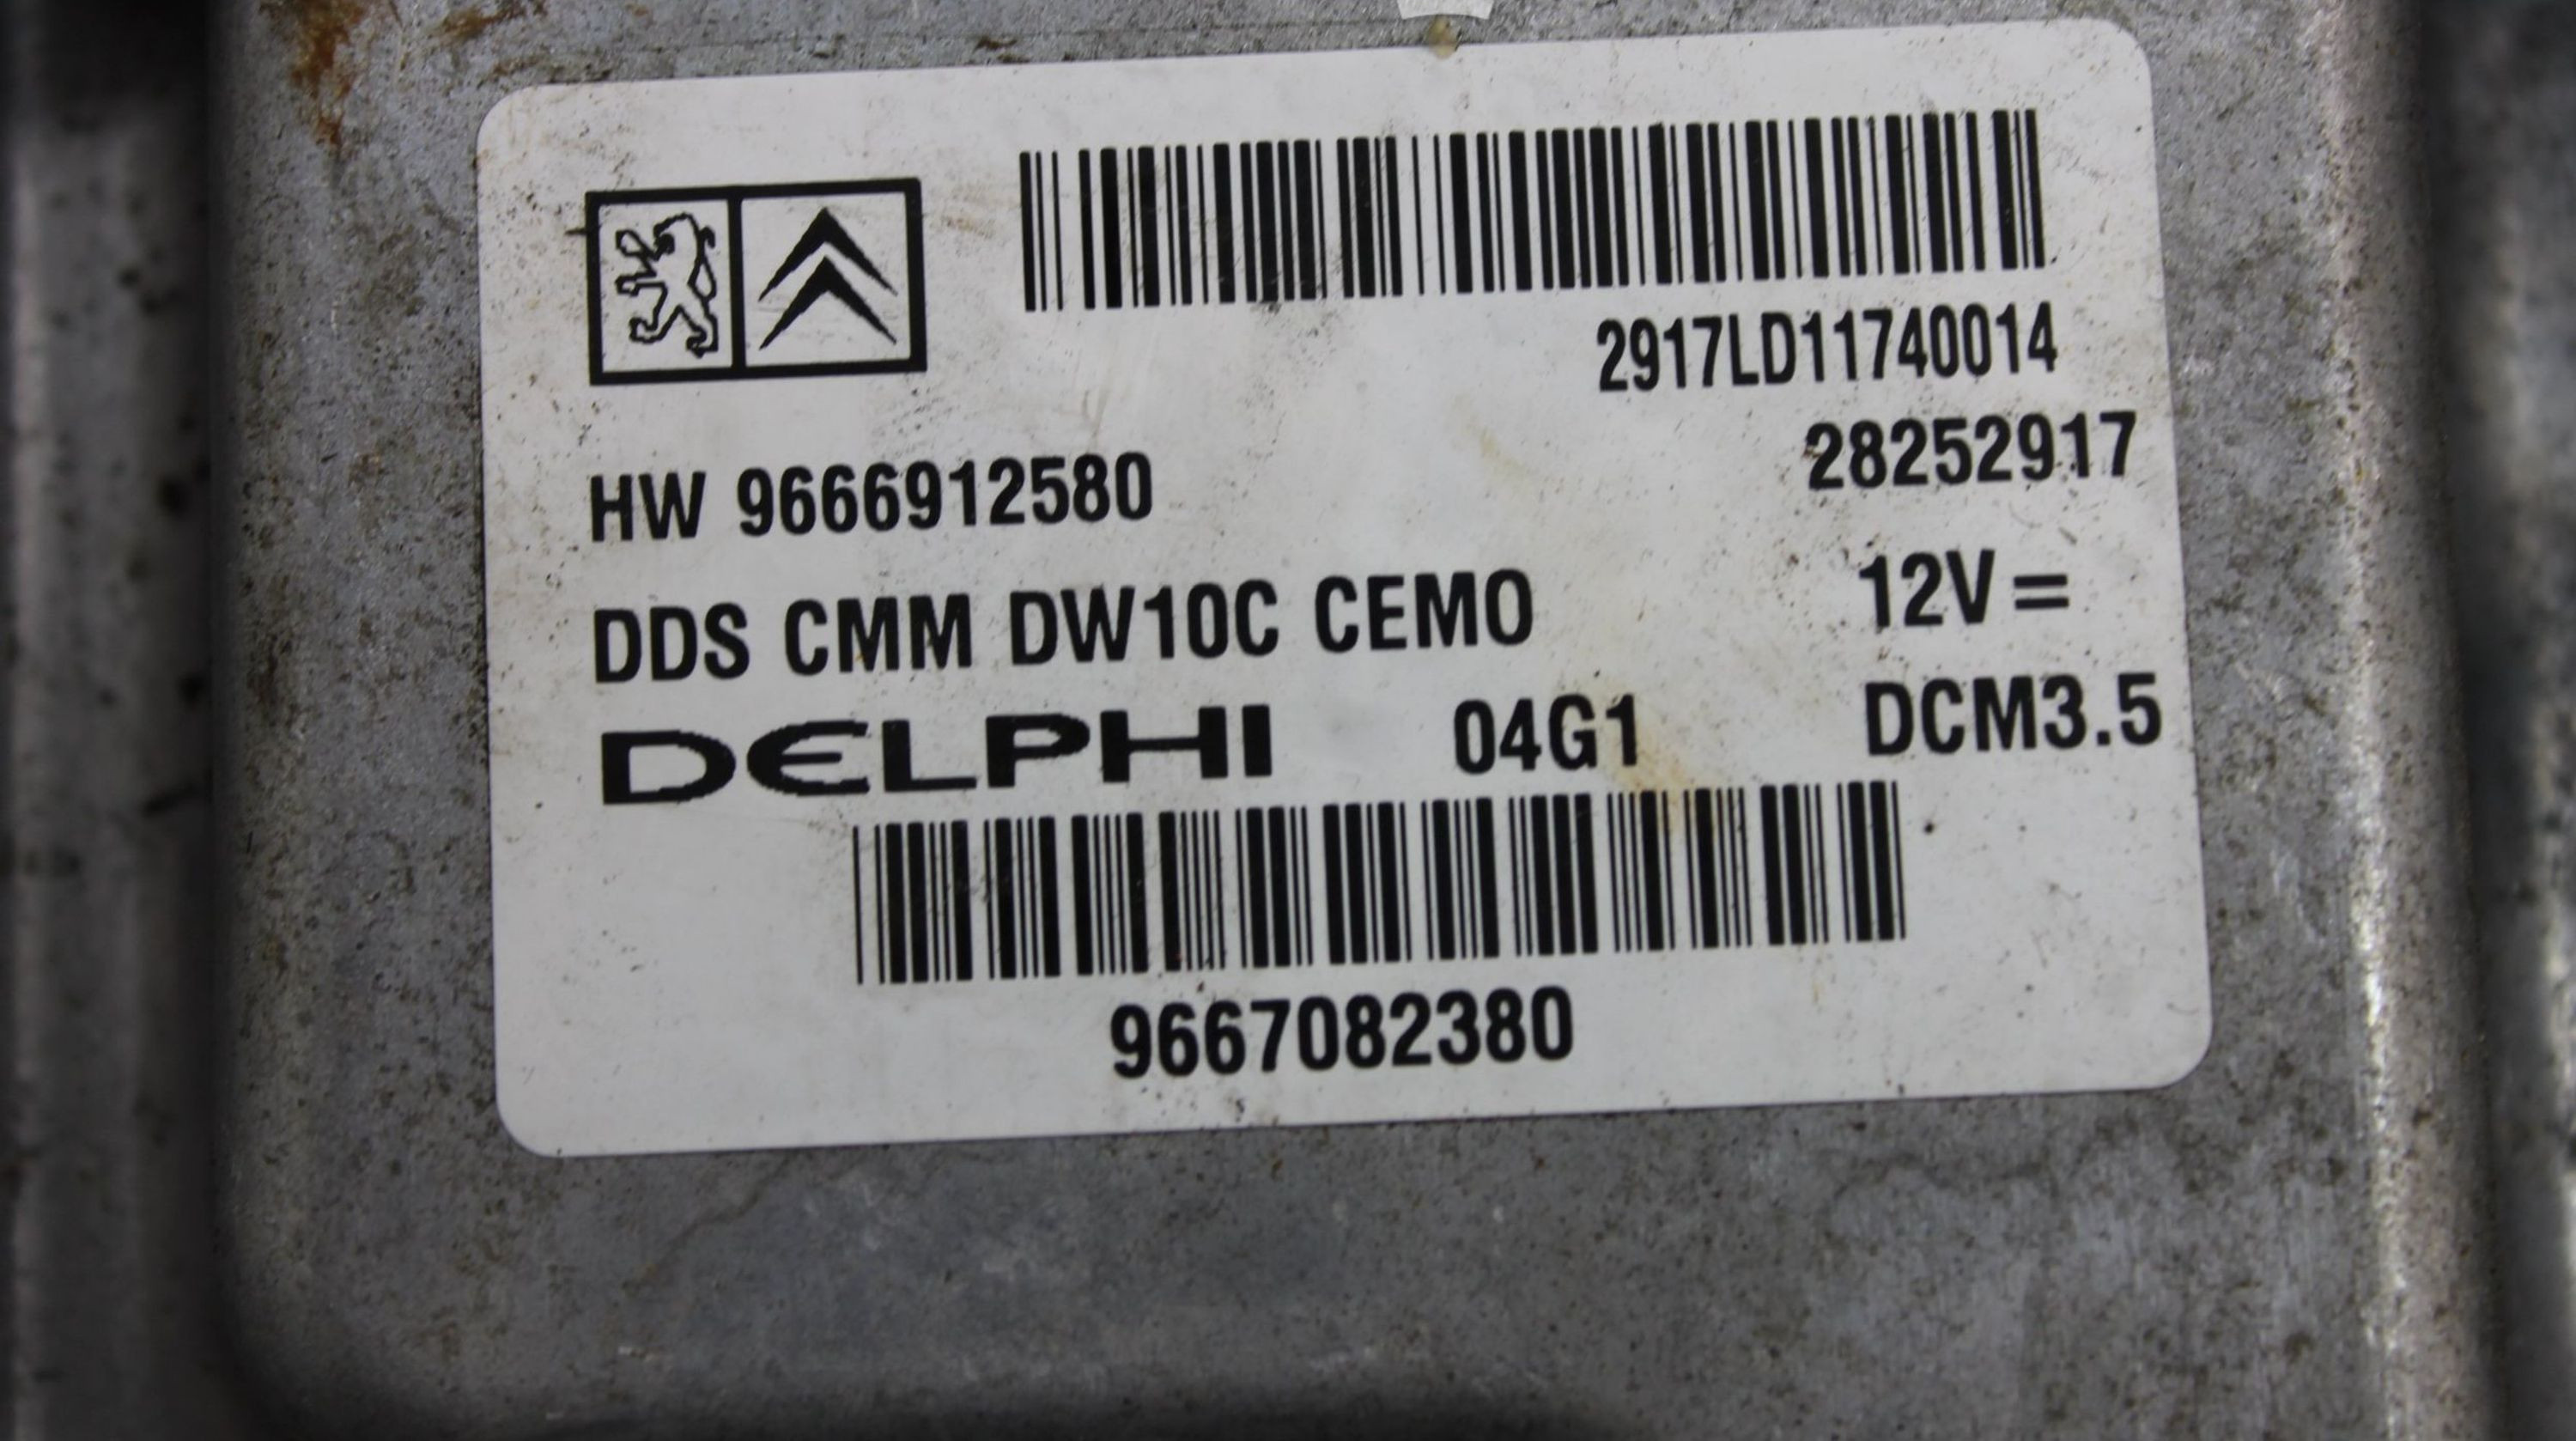 2917LD11740014
28252917
HW 9666912580
DDS CMM DW10C CEMO 12V=
DELPHI 04G1 DCM3.5
9667082380